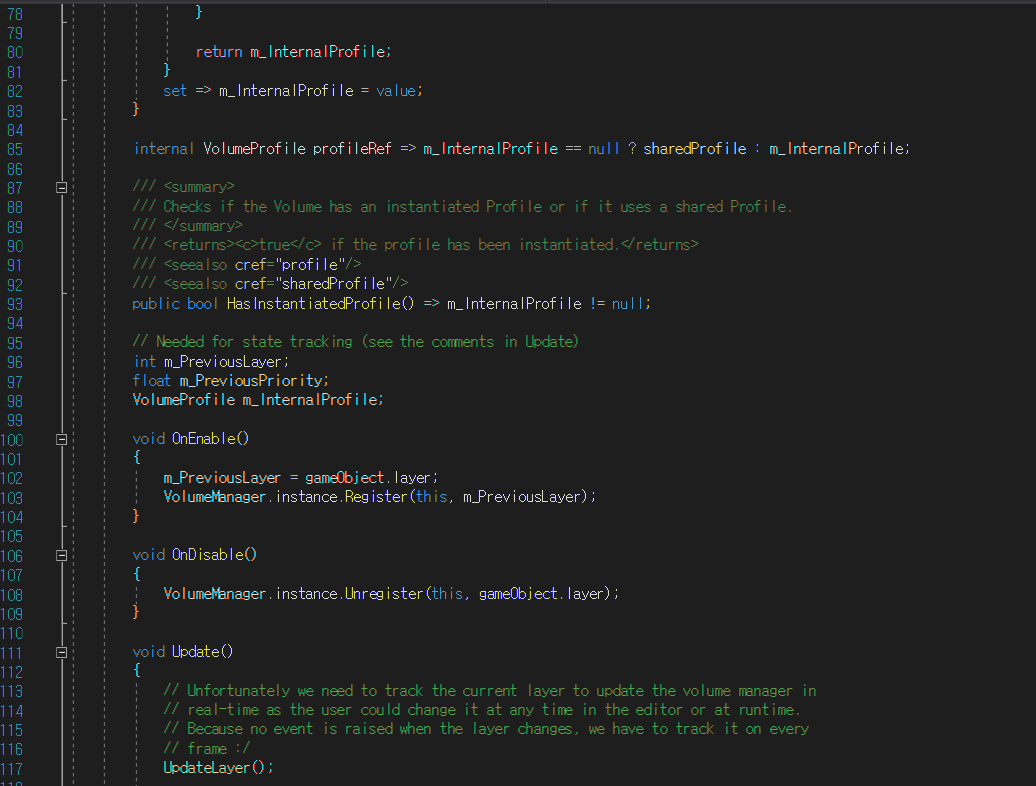 78 }
79
80 return m_InternalProfile;
81 }
82 set => m_InternalProfile = value;
83 }
84
85 internal VolumeProfile profileRef => m_InternalProfile == null ? sharedProfile : m_InternalProfile;
86
87 /// <summary>
88 /// Checks if the Volume has an instantiated Profile or if it uses a shared Profile.
89 /// </summary>
90 /// <returns><c>true</c> if the profile has been instantiated.</returns>
91 /// <seealso cref="profile"/>
92 /// <seealso cref="sharedProfile"/>
93 public bool HasInstantiatedProfile() => m_InternalProfile != null;
94
95 // Needed for state tracking (see the comments in Update)
96 int m_PreviousLayer;
97 float m_PreviousPriority;
98 VolumeProfile m_InternalProfile;
99
100 void OnEnable()
101 {
102 m_PreviousLayer = gameObject.layer;
103 VolumeManager.instance.Register(this, m_PreviousLayer);
104 }
105
106 void OnDisable()
107 {
108 VolumeManager.instance.Unregister(this, gameObject.layer);
109 }
110
111 void Update()
112 {
113 // Unfortunately we need to track the current layer to update the volume manager in
114 // real-time as the user could change it at any time in the editor or at runtime.
115 // Because no event is raised when the layer changes, we have to track it on every
116 // frame :/
117 UpdateLayer();